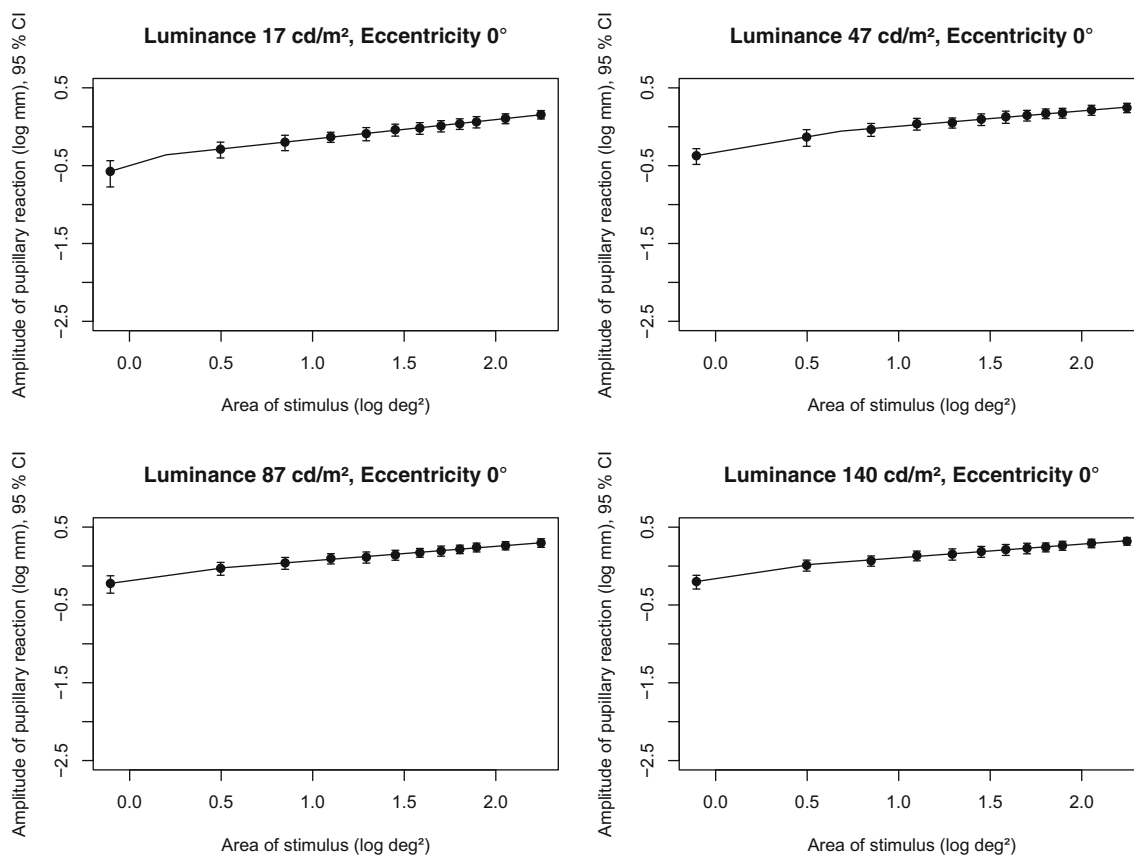 Luminance 17 cd/m², Eccentricity 0°
Amplitude of pupillary reaction (log mm), 95 % CI
0.5
−0.5
−1.5
−2.5
0.0 0.5 1.0 1.5 2.0
Area of stimulus (log deg²)
Luminance 47 cd/m², Eccentricity 0°
Amplitude of pupillary reaction (log mm), 95 % CI
0.5
−0.5
−1.5
−2.5
0.0 0.5 1.0 1.5 2.0
Area of stimulus (log deg²)
Luminance 87 cd/m², Eccentricity 0°
Amplitude of pupillary reaction (log mm), 95 % CI
0.5
−0.5
−1.5
−2.5
0.0 0.5 1.0 1.5 2.0
Area of stimulus (log deg²)
Luminance 140 cd/m², Eccentricity 0°
Amplitude of pupillary reaction (log mm), 95 % CI
0.5
−0.5
−1.5
−2.5
0.0 0.5 1.0 1.5 2.0
Area of stimulus (log deg²)